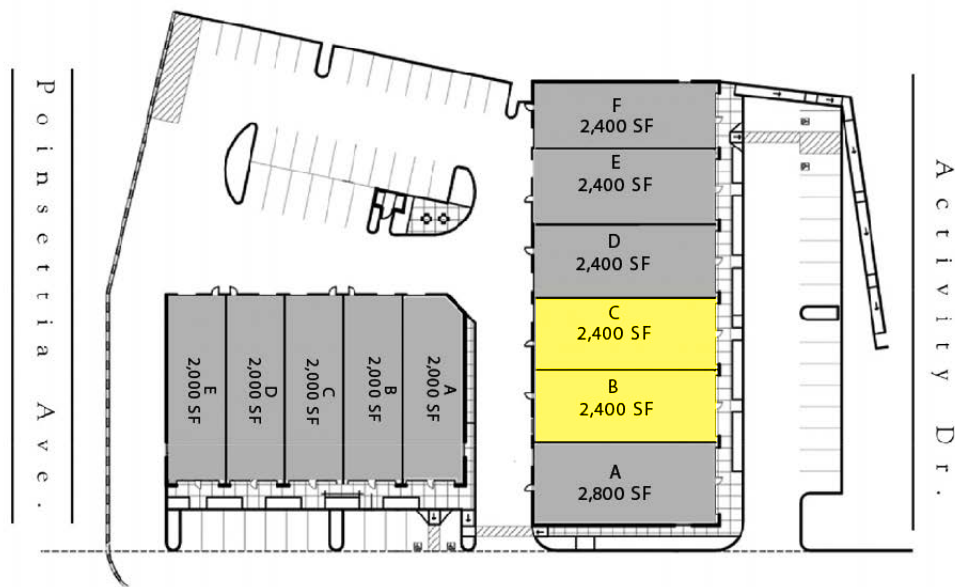 Poinsettia Ave.
F
2,400 SF
E
2,400 SF
D
2,400 SF
C
2,400 SF
B
2,400 SF
A
2,800 SF
E
2,000 SF
D
2,000 SF
C
2,000 SF
B
2,000 SF
A
2,000 SF
Activity Dr.